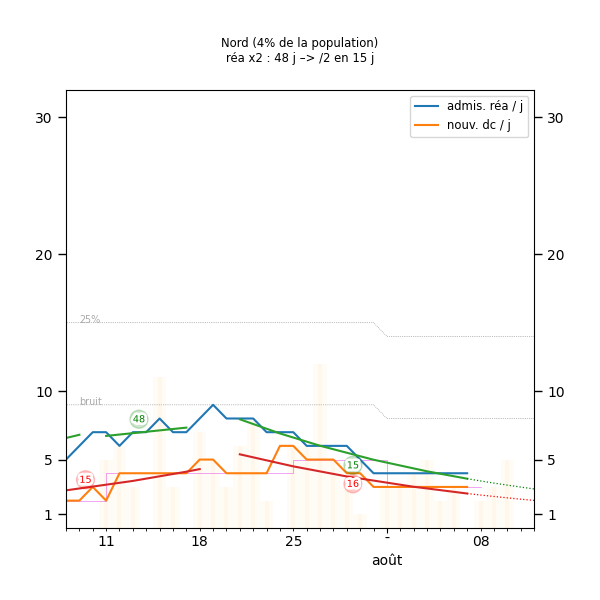 Nord (4% de la population)
réa x2 : 48 j –> /2 en 15 j
admis. réa / j
nouv. dc / j
30 30
20 20
25%
10 10
bruit
48
5 5
15
15
16
1 1
11 18 25 - 08
août